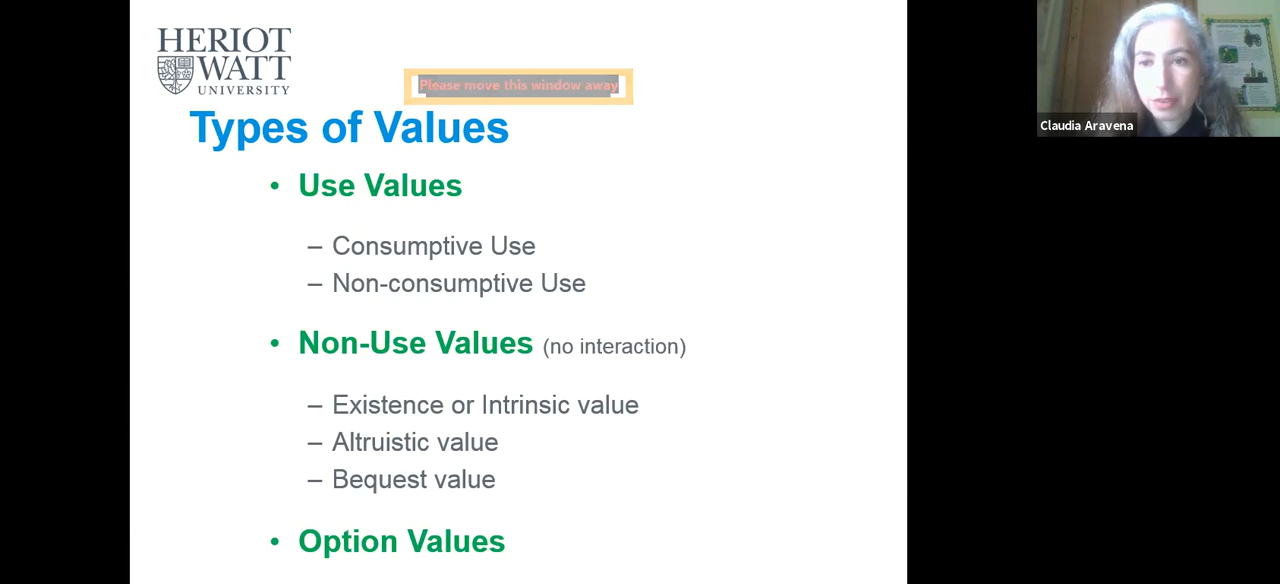 HERIOT
WATT
UNIVERSITY
Please move this window away
Types of Values
• Use Values
– Consumptive Use
– Non-consumptive Use
• Non-Use Values (no interaction)
– Existence or Intrinsic value
– Altruistic value
– Bequest value
• Option Values
Claudia Aravena